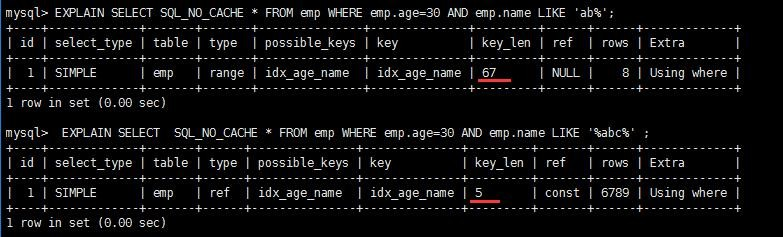 mysql> EXPLAIN SELECT SQL_NO_CACHE * FROM emp WHERE emp.age=30 AND emp.name LIKE 'ab%';
+----+-------------+-------+-------+---------------+--------------+---------+------+------+-------------+
| id | select_type | table | type | possible_keys | key | key_len | ref | rows | Extra |
+----+-------------+-------+-------+---------------+--------------+---------+------+------+-------------+
| 1 | SIMPLE | emp | range | idx_age_name | idx_age_name | 67 | NULL | 8 | Using where |
+----+-------------+-------+-------+---------------+--------------+---------+------+------+-------------+
1 row in set (0.00 sec)
mysql> EXPLAIN SELECT SQL_NO_CACHE * FROM emp WHERE emp.age=30 AND emp.name LIKE '%abc%' ;
+----+-------------+-------+------+---------------+--------------+---------+-------+------+-------------+
| id | select_type | table | type | possible_keys | key | key_len | ref | rows | Extra |
+----+-------------+-------+------+---------------+--------------+---------+-------+------+-------------+
| 1 | SIMPLE | emp | ref | idx_age_name | idx_age_name | 5 | const | 6789 | Using where |
+----+-------------+-------+------+---------------+--------------+---------+-------+------+-------------+
1 row in set (0.00 sec)